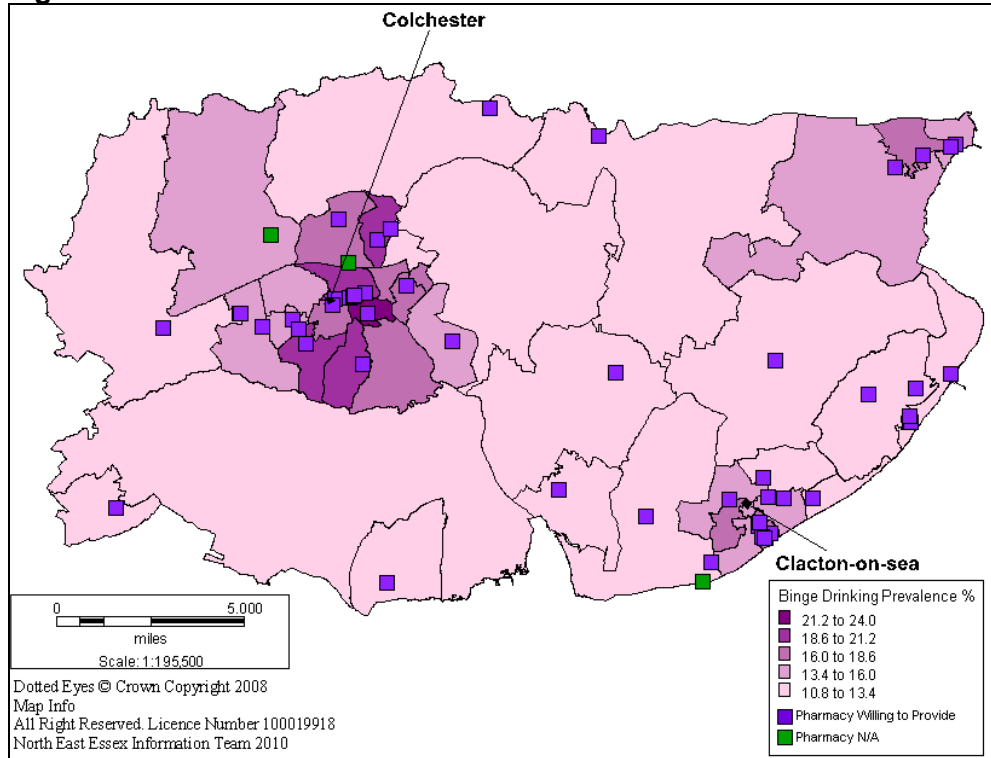 Colchester
Clacton-on-sea
Binge Drinking Prevalence %
21.2 to 24.0
18.6 to 21.2
16.0 to 18.6
13.4 to 16.0
10.8 to 13.4
Pharmacy Willing to Provide
Pharmacy N/A
0 5.000
miles
Scale: 1:195,500
Dotted Eyes © Crown Copyright 2008
Map Info
All Right Reserved. Licence Number 100019918
North East Essex Information Team 2010